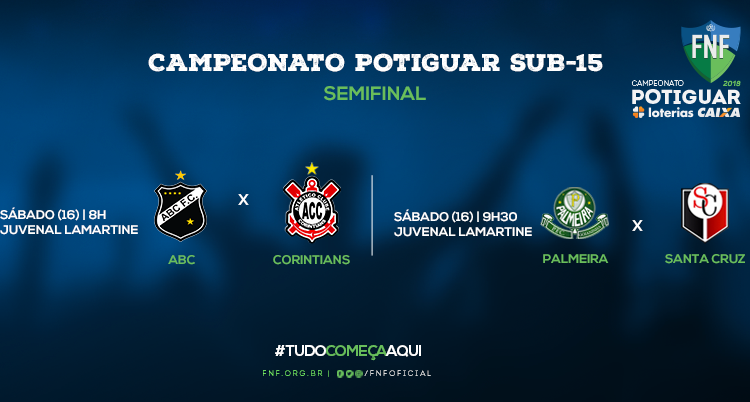 CAMPEONATO POTIGUAR SUB-15
SEMIFINAL
FNF
2018
CAMPEONATO
POTIGUAR
loterias CAIXA
SÁBADO (16) | 8H
JUVENAL LAMARTINE
ABC F.C.
ABC
X
ACC
CORINTIANS
SÁBADO (16) | 9H30
JUVENAL LAMARTINE
P
PALMEIRA
PALMEIRA
X
SC
SANTA CRUZ
#TUDOCOMEÇAAQUI
FNF.ORG.BR | /FNFOFICIAL